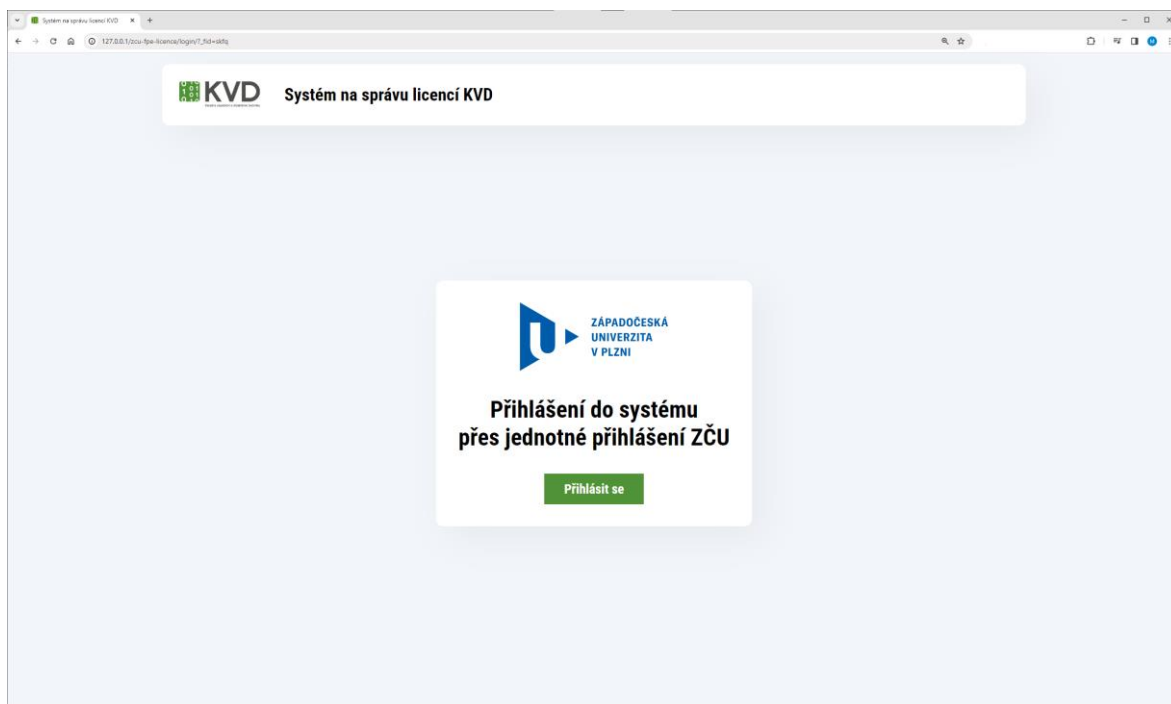 Systém na správu licencí KVD
127.0.0.1/zcu-fpe-licence/login/?_fid=skfq
KVD
Systém na správu licencí KVD
ZÁPADOČESKÁ
UNIVERZITA
V PLZNI
Přihlášení do systému
přes jednotné přihlášení ZČU
Přihlásit se